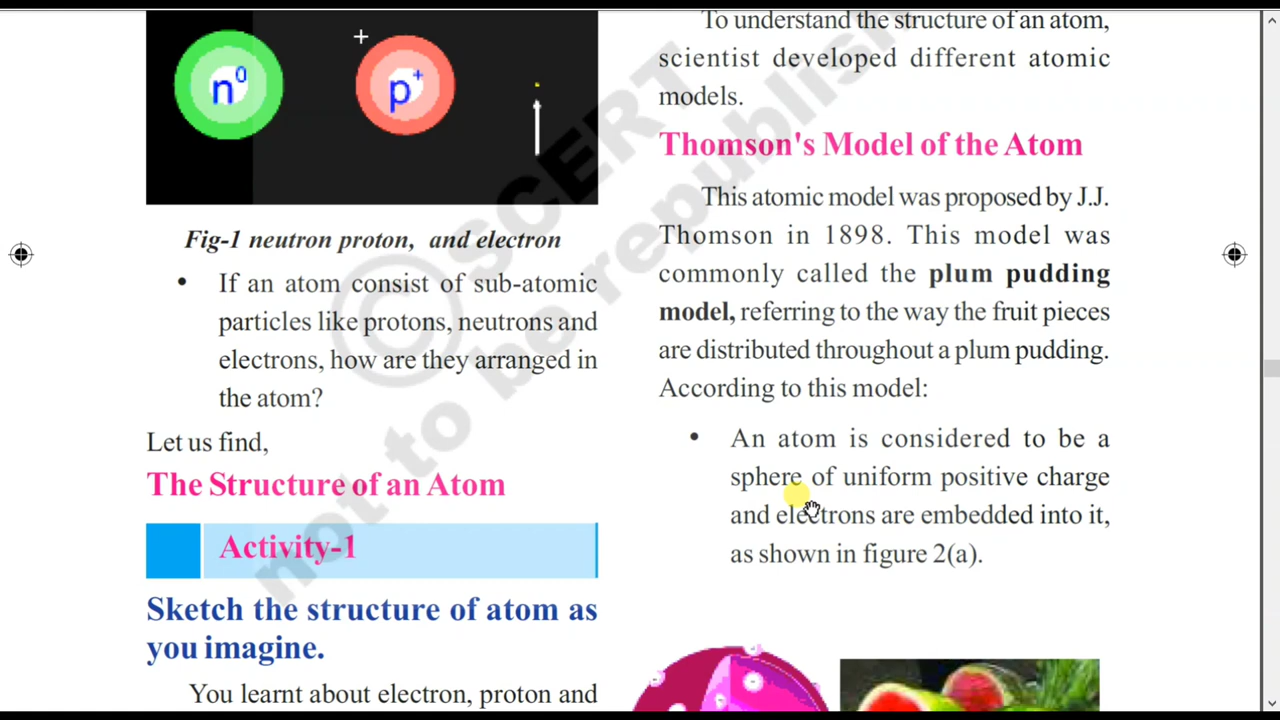 n0
p+
Fig-1 neutron proton, and electron
• If an atom consist of sub-atomic
particles like protons, neutrons and
electrons, how are they arranged in
the atom?
Let us find,
The Structure of an Atom
Activity-1
Sketch the structure of atom as
you imagine.
You learnt about electron, proton and
To understand the structure of an atom,
scientist developed different atomic
models.
Thomson's Model of the Atom
This atomic model was proposed by J.J.
Thomson in 1898. This model was
commonly called the plum pudding
model, referring to the way the fruit pieces
are distributed throughout a plum pudding.
According to this model:
• An atom is considered to be a
sphere of uniform positive charge
and electrons are embedded into it,
as shown in figure 2(a).
© SCERT
not to be republish